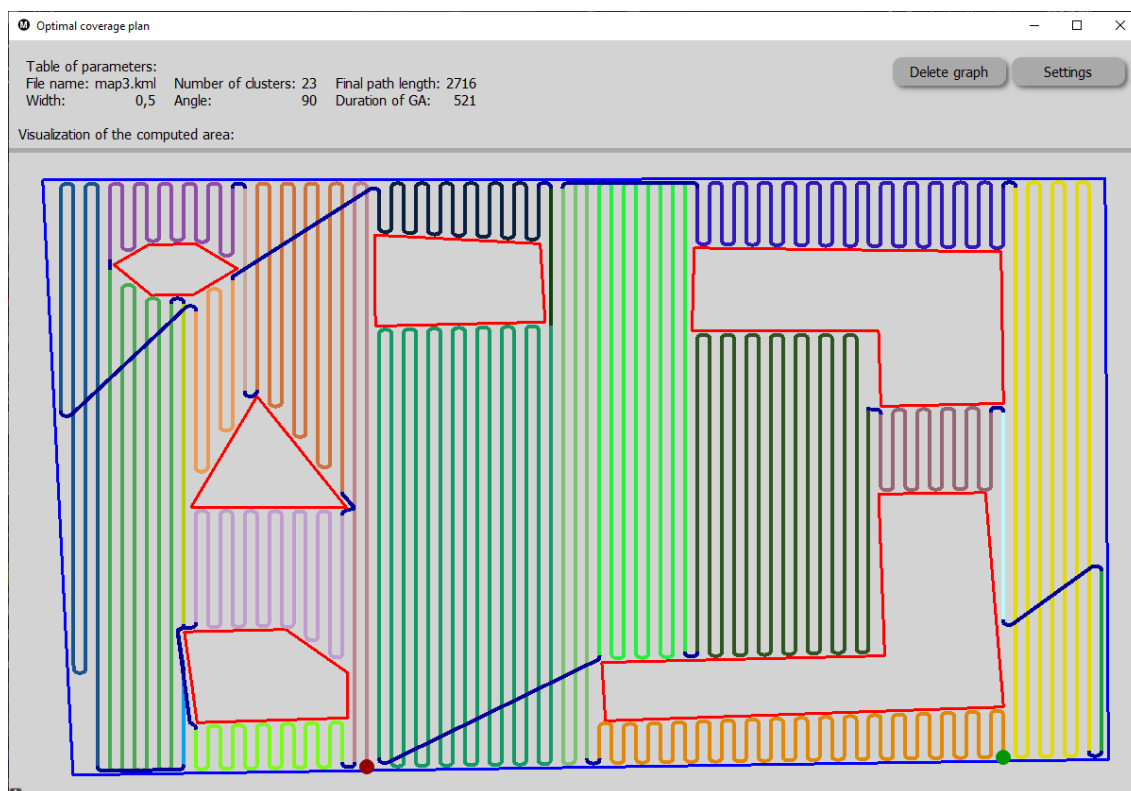 Optimal coverage plan
Table of parameters:
File name: map3.kml Number of clusters: 23 Final path length: 2716
Width: 0,5 Angle: 90 Duration of GA: 521
Delete graph Settings
Visualization of the computed area: